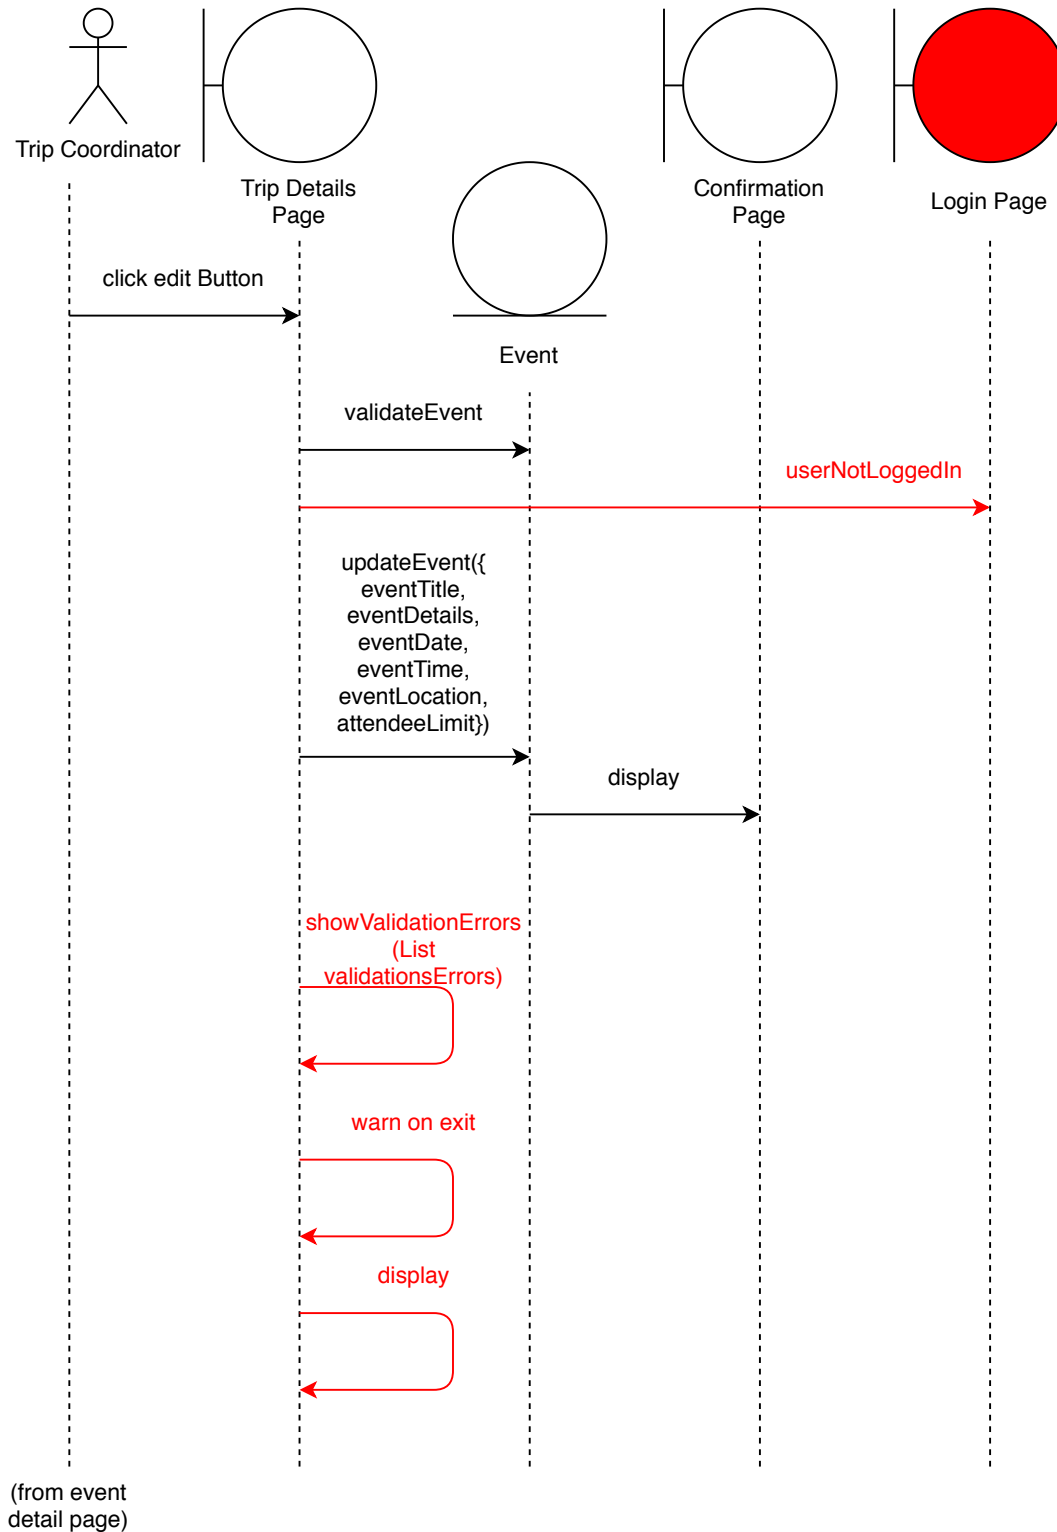 Trip Coordinator
Trip Details
Page
Confirmation
Page
Login Page
click edit Button
Event
validateEvent
userNotLoggedIn
updateEvent({
eventTitle,
eventDetails,
eventDate,
eventTime,
eventLocation,
attendeeLimit})
display
showValidationErrors
(List
validationsErrors)
warn on exit
display
(from event
detail page)